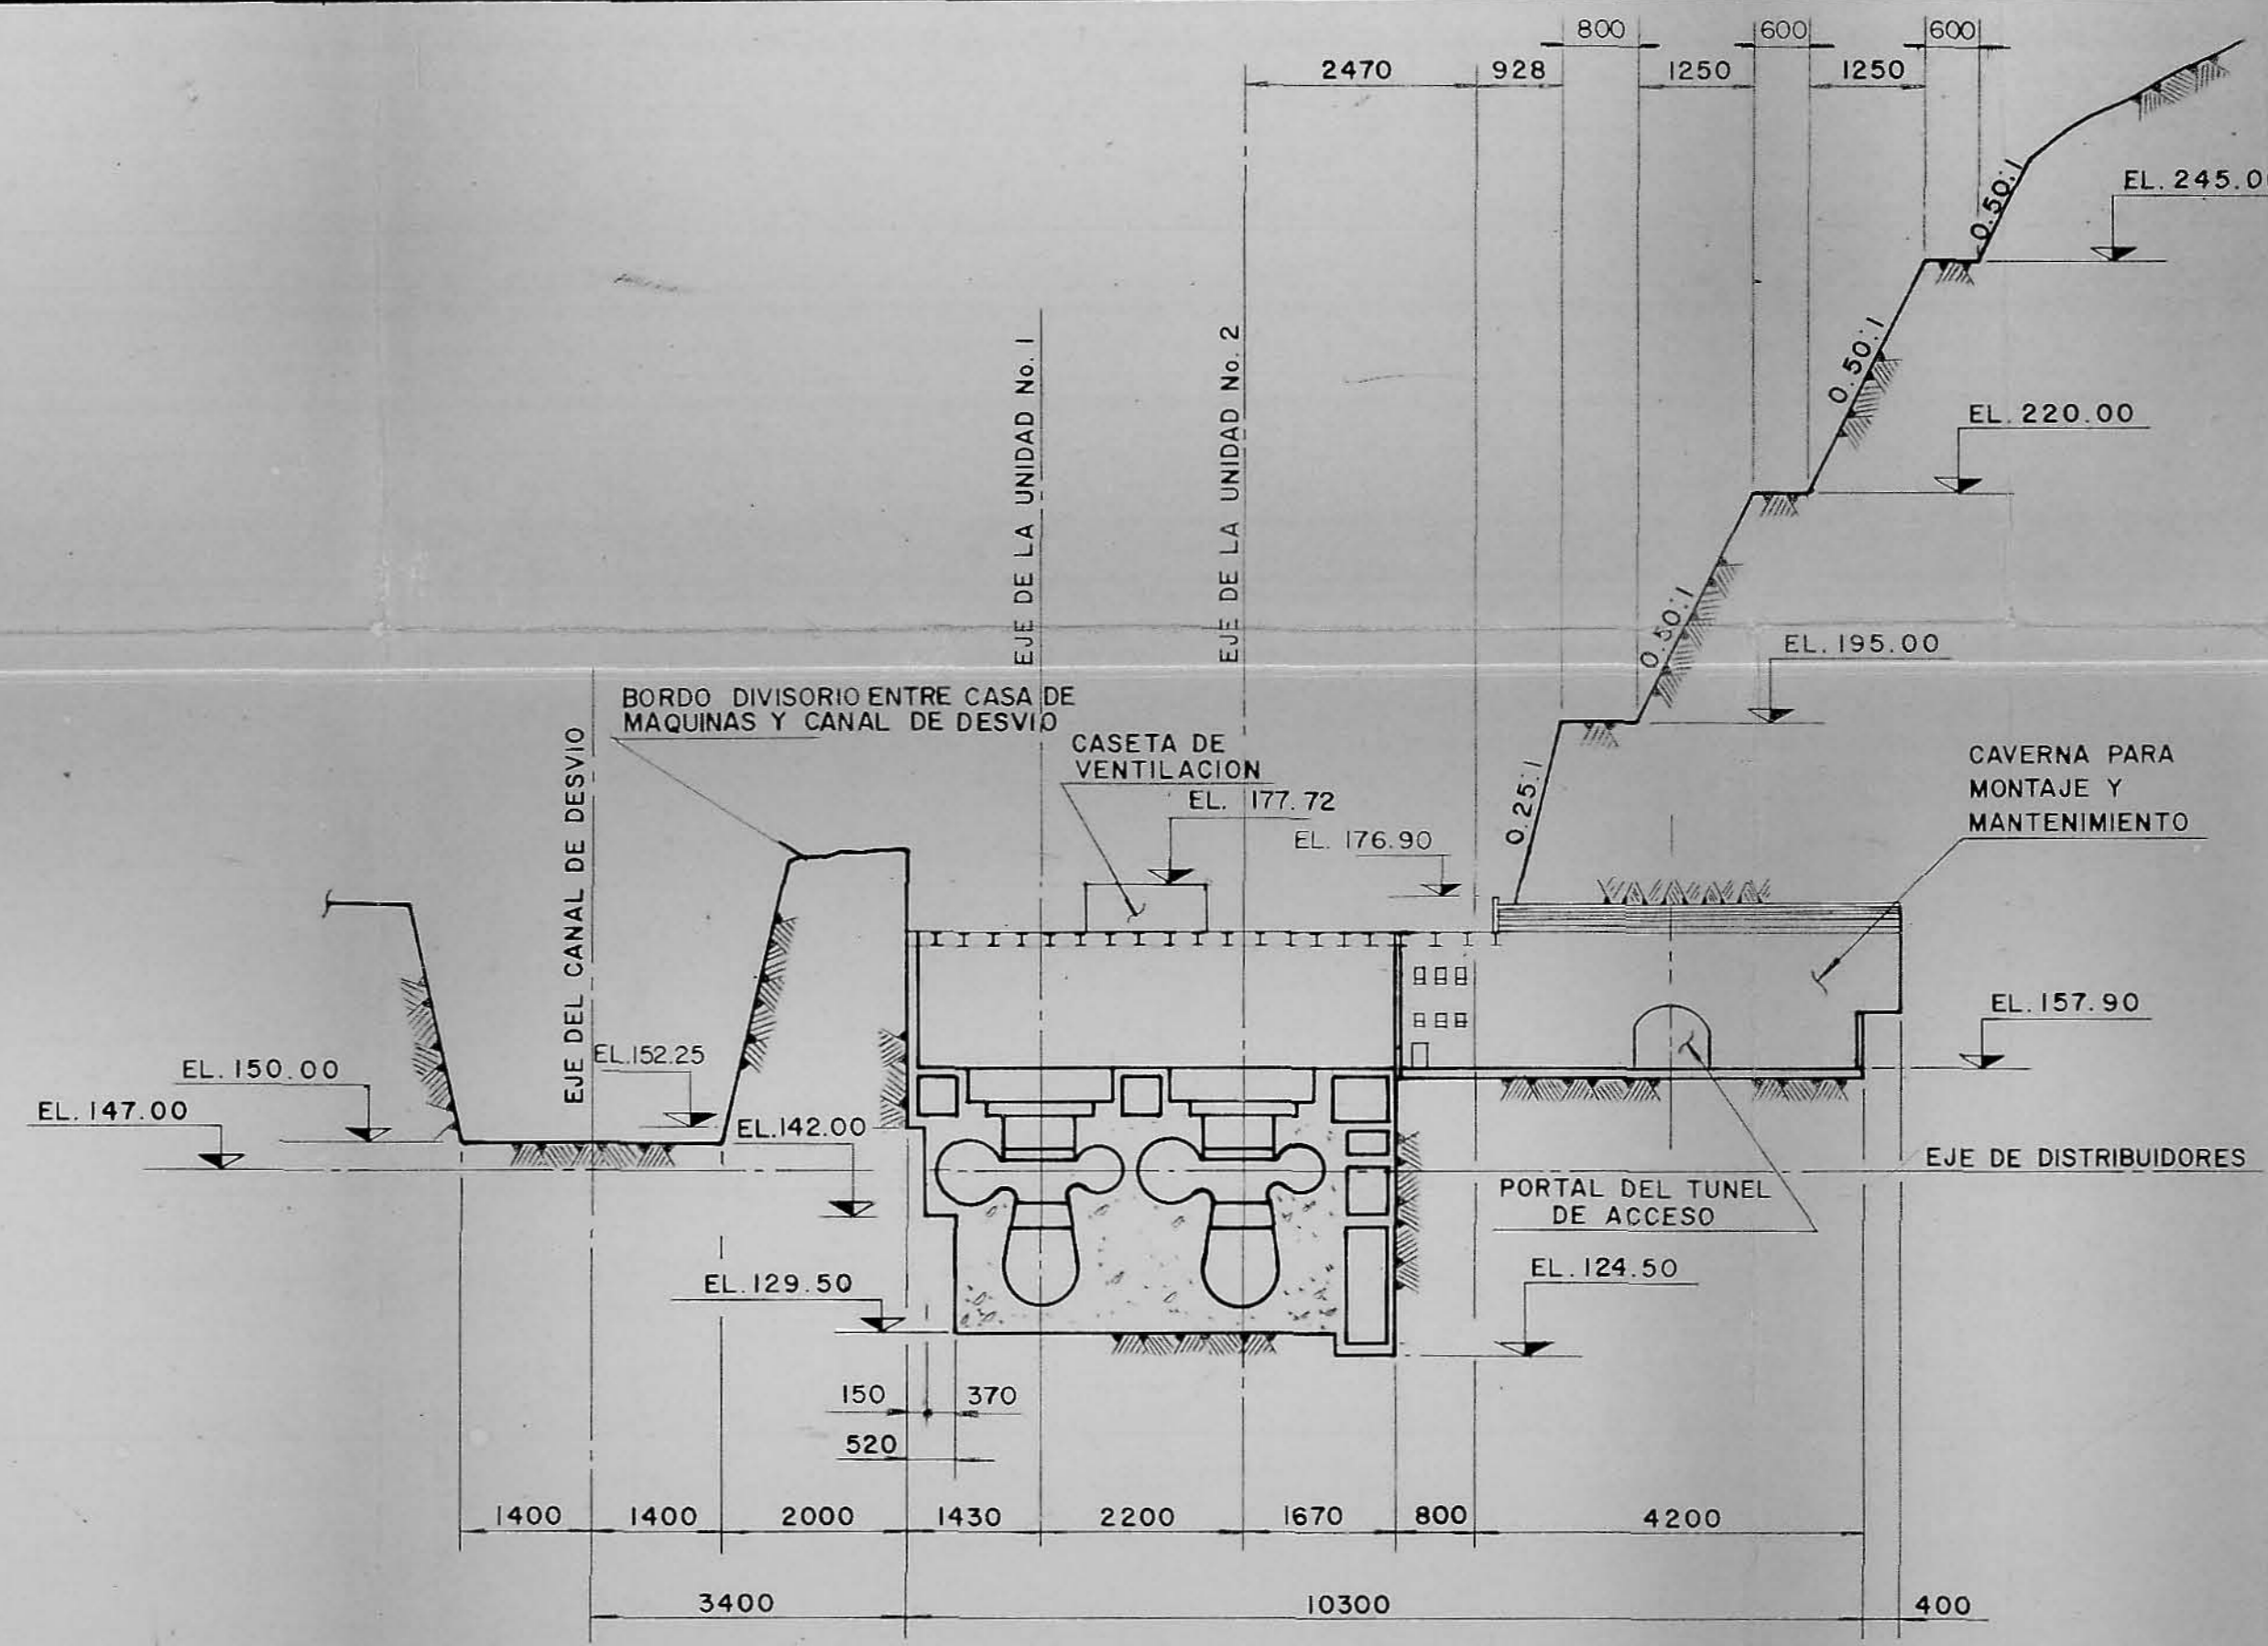 800
600
600
2470
928
1250
1250
0.50:1
EL. 245.0
0.50:1
EL. 220.00
EJE DE LA UNIDAD No. 1
EJE DE LA UNIDAD No. 2
0.50:1
EL. 195.00
BORDO DIVISORIO ENTRE CASA DE
MAQUINAS Y CANAL DE DESVIO
EJE DEL CANAL DE DESVIO
CASETA DE
VENTILACION
EL. 177.72
EL. 176.90
0.25:1
CAVERNA PARA
MONTAJE Y
MANTENIMIENTO
EL. 157.90
EL. 150.00
EL.152.25
EL. 147.00
EL.142.00
EJE DE DISTRIBUIDORES
PORTAL DEL TUNEL
DE ACCESO
EL.129.50
EL.124.50
150
370
520
1400
1400
2000
1430
2200
1670
800
4200
3400
10300
400